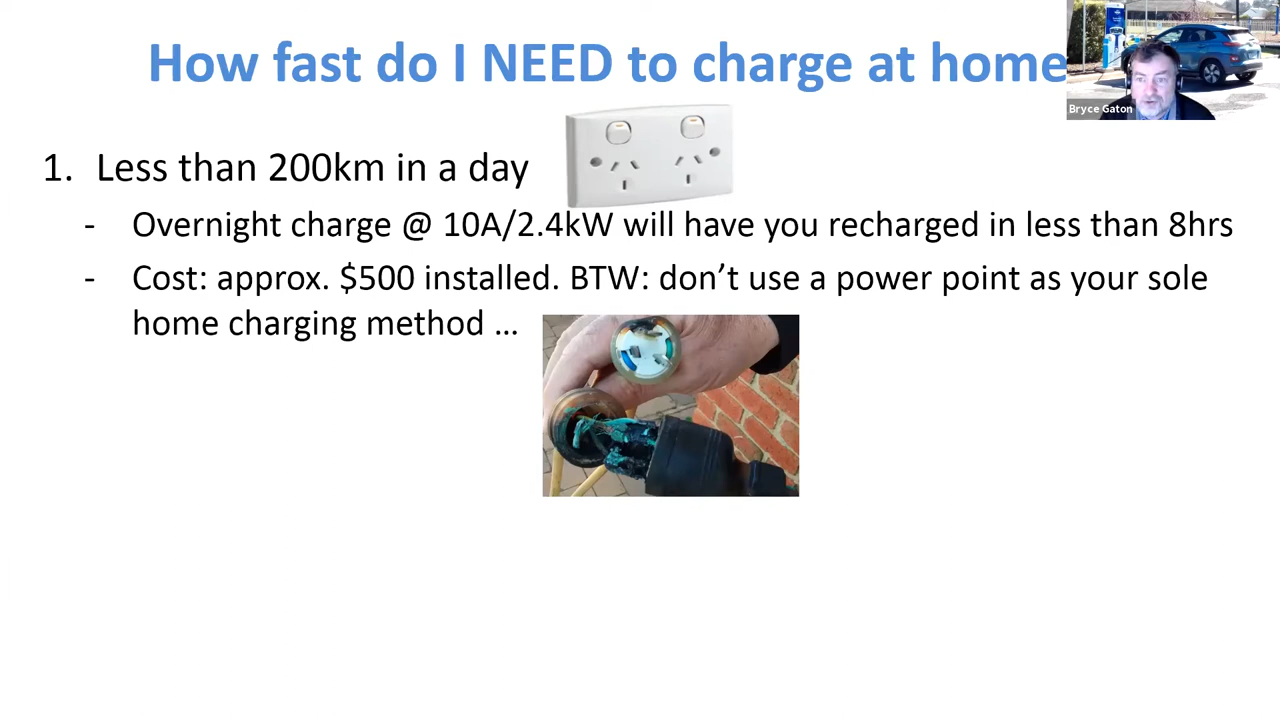 How fast do I NEED to charge at home
Bryce Gaton
1. Less than 200km in a day
- Overnight charge @ 10A/2.4kW will have you recharged in less than 8hrs
- Cost: approx. $500 installed. BTW: don’t use a power point as your sole
home charging method …